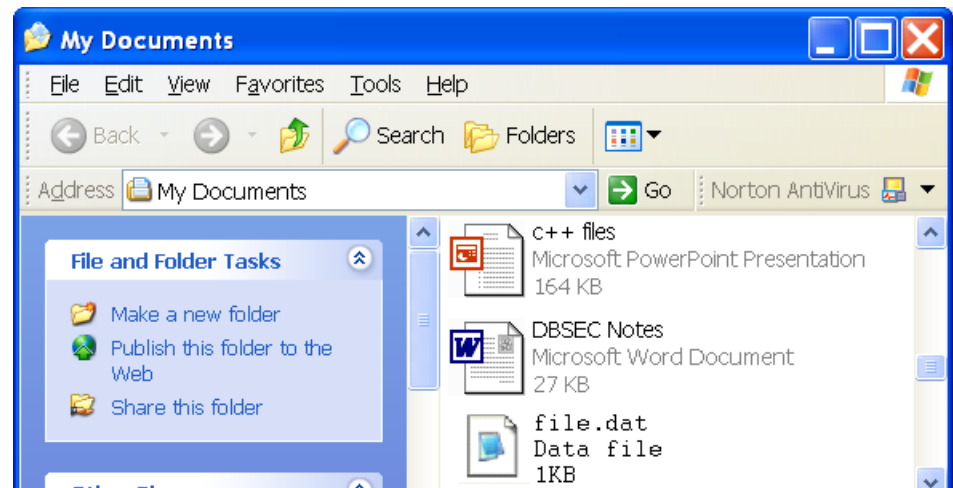 My Documents
File Edit View Favorites Tools Help
Back Search Folders
Address My Documents Go Norton AntiVirus
File and Folder Tasks
Make a new folder
Publish this folder to the
Web
Share this folder
c++ files
Microsoft PowerPoint Presentation
164 KB
DBSEC Notes
Microsoft Word Document
27 KB
file.dat
Data file
1KB